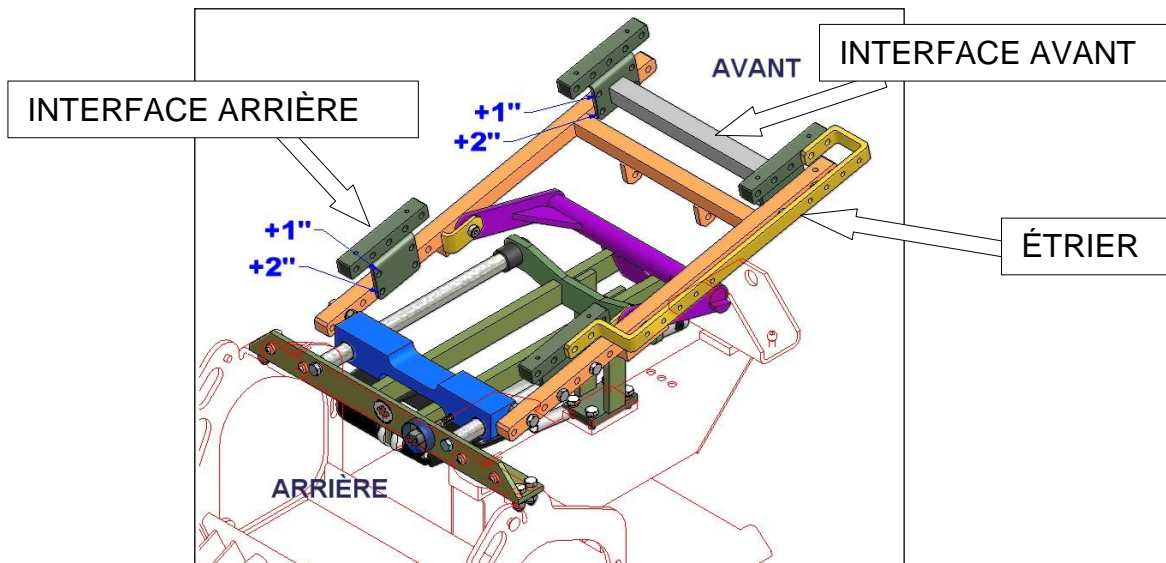 AVANT
INTERFACE AVANT
INTERFACE ARRIÈRE
+1"
+2"
+1"
+2"
ÉTRIER
ARRIÈRE